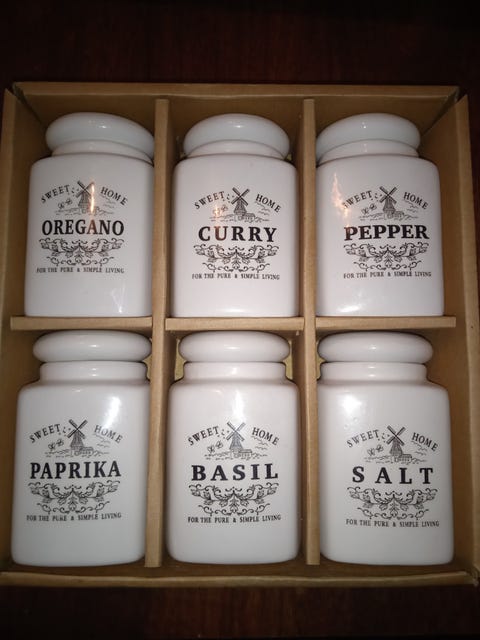 SWEET HOME
OREGANO
FOR THE PURE & SIMPLE LIVING
SWEET HOME
CURRY
FOR THE PURE & SIMPLE LIVING
SWEET HOME
PEPPER
FOR THE PURE & SIMPLE LIVING
SWEET HOME
PAPRIKA
FOR THE PURE & SIMPLE LIVING
SWEET HOME
BASIL
FOR THE PURE & SIMPLE LIVING
SWEET HOME
SALT
FOR THE PURE & SIMPLE LIVING